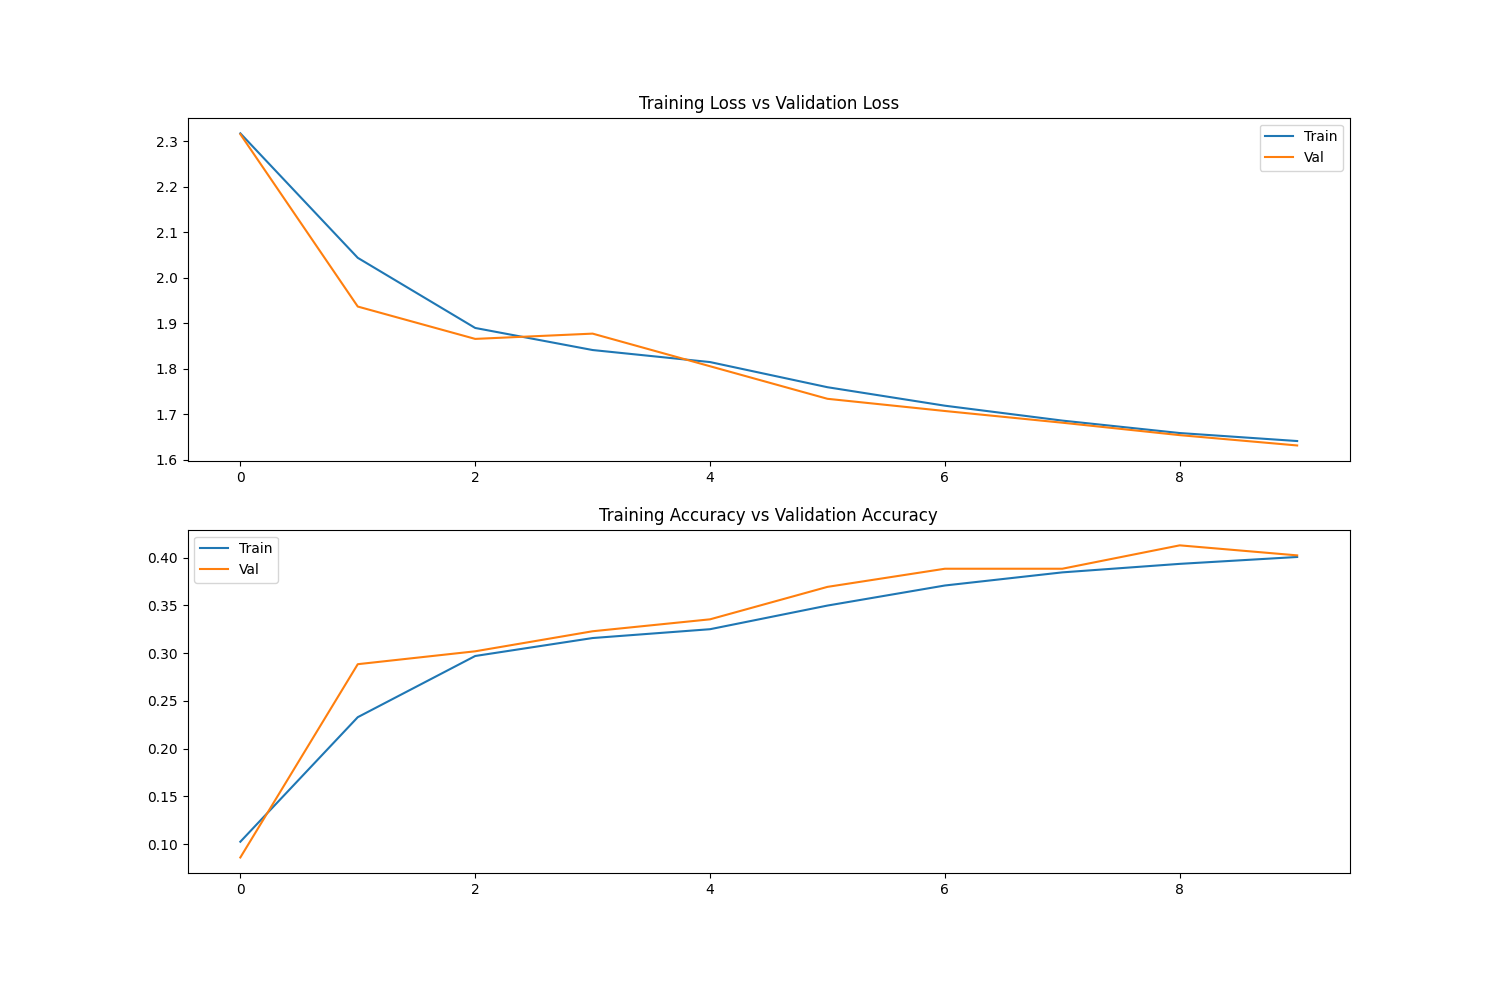 Training Loss vs Validation Loss
2.3
2.2
2.1
2.0
1.9
1.8
1.7
1.6
Train
Val
0 2 4 6 8
Training Accuracy vs Validation Accuracy
Train
Val
0.40
0.35
0.30
0.25
0.20
0.15
0.10
0 2 4 6 8